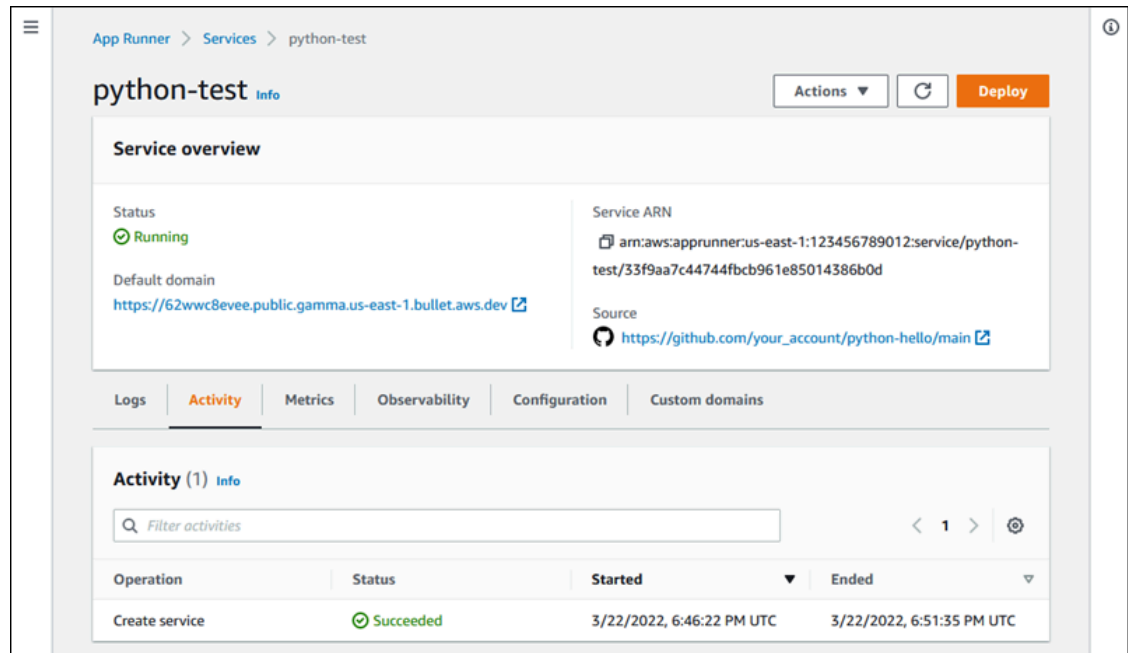 App Runner > Services > python-test
python-test Info
Actions
Deploy
Service overview
Status
Running
Default domain
https://62wwc8evee.public.gamma.us-east-1.bullet.aws.dev
Service ARN
arn:aws:apprunner:us-east-1:123456789012:service/python-
test/33f9aa7c44744fbcb961e85014386b0d
Source
https://github.com/your_account/python-hello/main
Logs Activity Metrics Observability Configuration Custom domains
Activity (1) Info
Filter activities
< 1 >
Operation Status Started Ended
Create service Succeeded 3/22/2022, 6:46:22 PM UTC 3/22/2022, 6:51:35 PM UTC